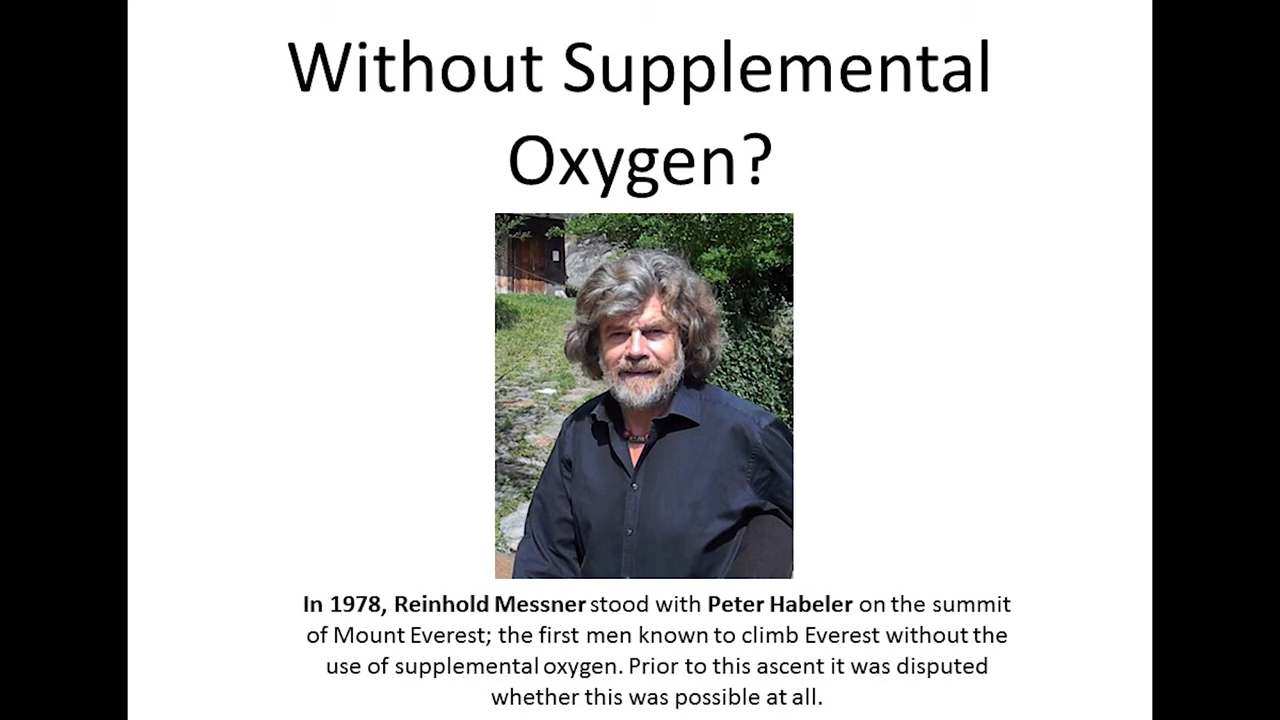 Without Supplemental
Oxygen?
In 1978, Reinhold Messner stood with Peter Habeler on the summit
of Mount Everest; the first men known to climb Everest without the
use of supplemental oxygen. Prior to this ascent it was disputed
whether this was possible at all.